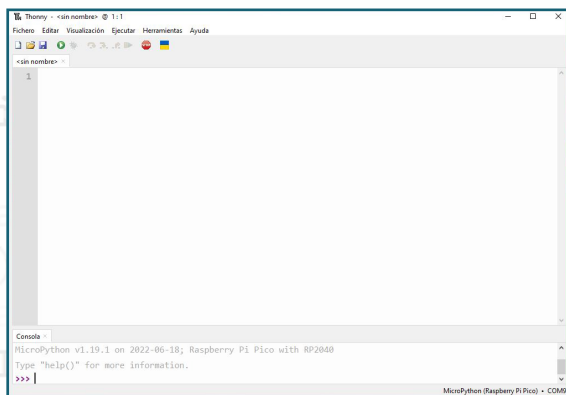 Thonny - <sin nombre> @ 1:1
Fichero Editar Visualización Ejecutar Herramientas Ayuda
<sin nombre> ×
1
Consola ×
MicroPython v1.19.1 on 2022-06-18; Raspberry Pi Pico with RP2040
Type "help()" for more information.
>>>
MicroPython (Raspberry Pi Pico) • COM9